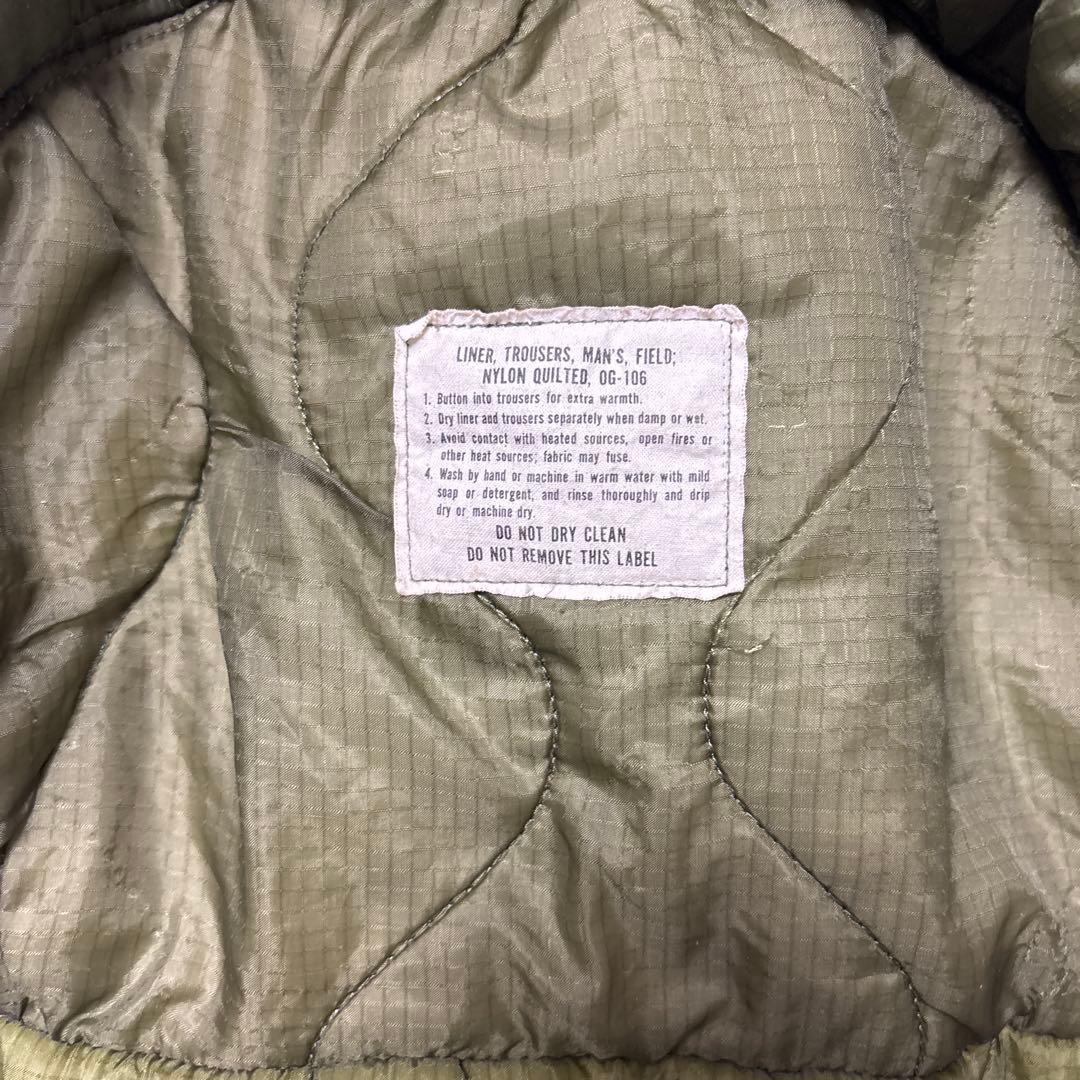 LINER, TROUSERS, MAN'S, FIELD;
NYLON QUILTED, OG-106
1. Button into trousers for extra warmth.
2. Dry liner and trousers separately when damp or wet.
3. Avoid contact with heated sources, open fires or
other heat sources; fabric may fuse.
4. Wash by hand or machine in warm water with mild
soap or detergent, and rinse thoroughly and drip
dry or machine dry.
DO NOT DRY CLEAN
DO NOT REMOVE THIS LABEL